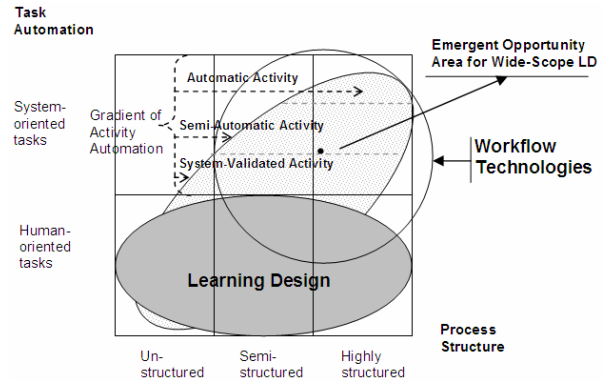 Task
Automation
Emergent Opportunity
Area for Wide-Scope LD
Automatic Activity
System-
oriented
tasks
Gradient of
Activity
Automation
Semi-Automatic Activity
System-Validated Activity
Workflow
Technologies
Human-
oriented
tasks
Learning Design
Process
Structure
Un-
structured
Semi-
structured
Highly
structured